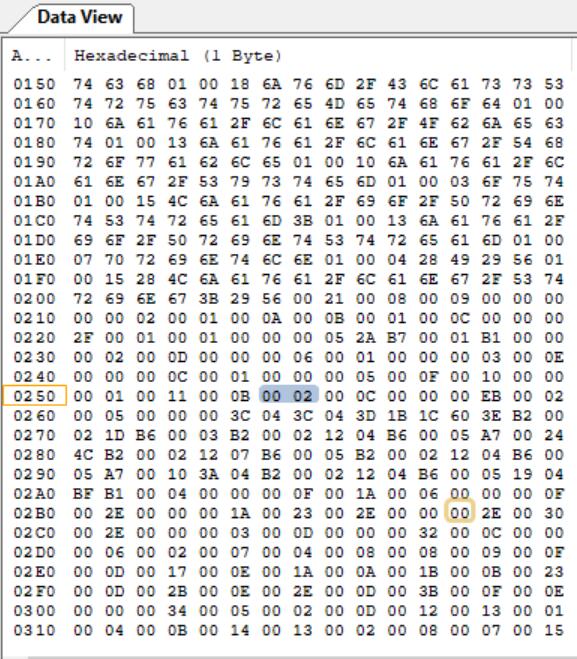 Data View
A... Hexadecimal (1 Byte)
0150 74 63 68 01 00 18 6A 76 6D 2F 43 6C 61 73 73 53
0160 74 72 75 63 74 75 72 65 4D 65 74 68 6F 64 01 00
0170 10 6A 61 76 61 2F 6C 61 6E 67 2F 4F 62 6A 65 63
0180 74 01 00 13 6A 61 76 61 2F 6C 61 6E 67 2F 54 68
0190 72 6F 77 61 62 6C 65 01 00 10 6A 61 76 61 2F 6C
01A0 61 6E 67 2F 53 79 73 74 65 6D 01 00 03 6F 75 74
01B0 01 00 15 4C 6A 61 76 61 2F 69 6F 2F 50 72 69 6E
01C0 74 53 74 72 65 61 6D 3B 01 00 13 6A 61 76 61 2F
01D0 69 6F 2F 50 72 69 6E 74 53 74 72 65 61 6D 01 00
01E0 07 70 72 69 6E 74 6C 6E 01 00 04 28 49 29 56 01
01F0 00 15 28 4C 6A 61 76 61 2F 6C 61 6E 67 2F 53 74
0200 72 69 6E 67 3B 29 56 00 21 00 08 00 09 00 00 00
0210 00 00 02 00 01 00 0A 00 0B 00 01 00 0C 00 00 00
0220 2F 00 01 00 01 00 00 00 05 2A B7 00 01 B1 00 00
0230 00 02 00 0D 00 00 00 06 00 01 00 00 00 03 00 0E
0240 00 00 00 0C 00 01 00 00 00 05 00 0F 00 10 00 00
0250 00 01 00 11 00 0B 00 02 00 0C 00 00 00 EB 00 02
0260 00 05 00 00 00 3C 04 3C 04 3D 1B 1C 60 3E B2 00
0270 02 1D B6 00 03 B2 00 02 12 04 B6 00 05 A7 00 24
0280 4C B2 00 02 12 07 B6 00 05 B2 00 02 12 04 B6 00
0290 05 A7 00 10 3A 04 B2 00 02 12 04 B6 00 05 19 04
02A0 BF B1 00 04 00 00 00 0F 00 1A 00 06 00 00 00 0F
02B0 00 2E 00 00 00 1A 00 23 00 2E 00 00 00 2E 00 30
02C0 00 2E 00 00 00 03 00 0D 00 00 00 32 00 0C 00 00
02D0 00 06 00 02 00 07 00 04 00 08 00 08 00 09 00 0F
02E0 00 0D 00 17 00 0E 00 1A 00 0A 00 1B 00 0B 00 23
02F0 00 0D 00 2B 00 0E 00 2E 00 0D 00 3B 00 0F 00 0E
0300 00 00 00 34 00 05 00 02 00 0D 00 12 00 13 00 01
0310 00 04 00 0B 00 14 00 13 00 02 00 08 00 07 00 15